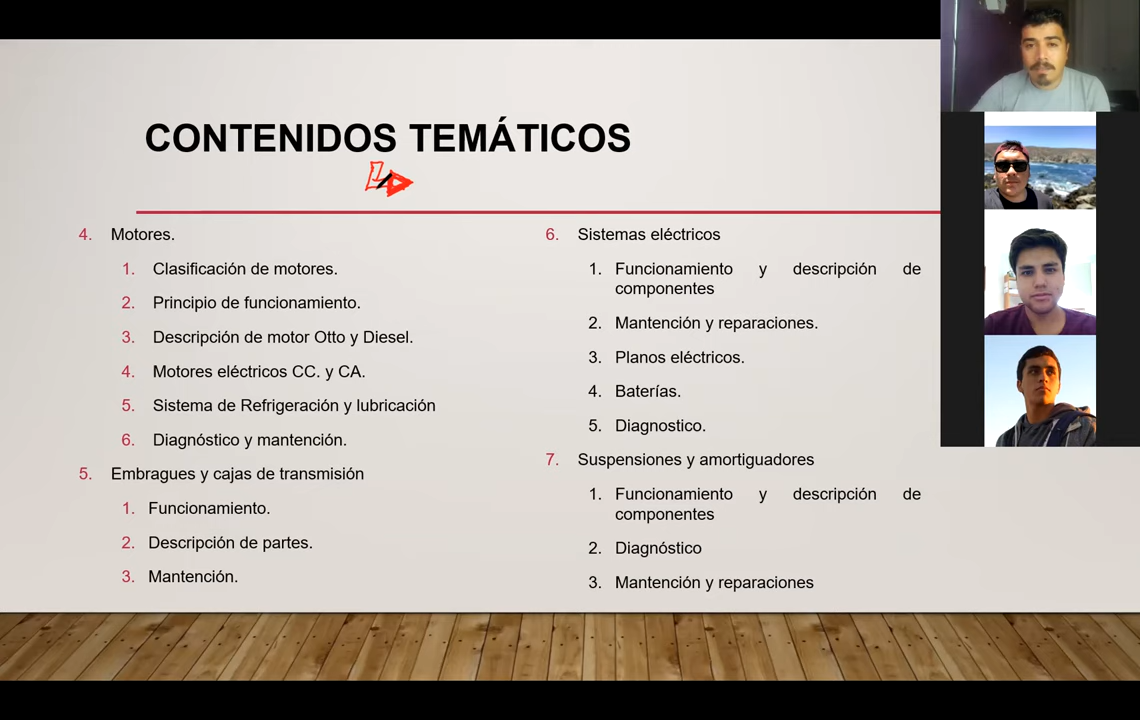 CONTENIDOS TEMÁTICOS
4. Motores.
1. Clasificación de motores.
2. Principio de funcionamiento.
3. Descripción de motor Otto y Diesel.
4. Motores eléctricos CC. y CA.
5. Sistema de Refrigeración y lubricación
6. Diagnóstico y mantención.
5. Embragues y cajas de transmisión
1. Funcionamiento.
2. Descripción de partes.
3. Mantención.
6. Sistemas eléctricos
1. Funcionamiento y descripción de
componentes
2. Mantención y reparaciones.
3. Planos eléctricos.
4. Baterías.
5. Diagnostico.
7. Suspensiones y amortiguadores
1. Funcionamiento y descripción de
componentes
2. Diagnóstico
3. Mantención y reparaciones